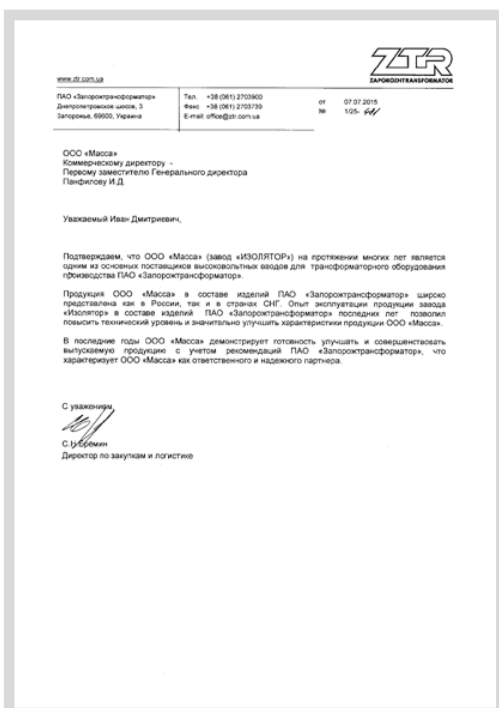 ZTR
ZAPOROZHTRANSFORMATOR
www.ztr.com.ua
ПАО «Запорожтрансформатор»
Днепропетровское шоссе, 3
Запорожье, 69600, Украина
Тел. +38 (061) 2703900
Факс +38 (061) 2703739
E-mail: office@ztr.com.ua
от 07.07.2015
№ 1/25-
ООО «Масса»
Коммерческому директору -
Первому заместителю Генерального директора
Панфилову И.Д.
Уважаемый Иван Дмитриевич,
Подтверждаем, что ООО «Масса» (завод «ИЗОЛЯТОР») на протяжении многих лет является
одним из основных поставщиков высоковольтных вводов для трансформаторного оборудования
производства ПАО «Запорожтрансформатор».
Продукция ООО «Масса» в составе изделий ПАО «Запорожтрансформатор» широко
представлена как в России, так и в странах СНГ. Опыт эксплуатации продукции завода
«Изолятор» в составе изделий ПАО «Запорожтрансформатор» последних лет позволил
повысить технический уровень и значительно улучшить характеристики продукции ООО «Масса».
В последние годы ООО «Масса» демонстрирует готовность улучшать и совершенствовать
выпускаемую продукцию с учетом рекомендаций ПАО «Запорожтрансформатор», что
характеризует ООО «Масса» как ответственного и надежного партнера.
С уважением,
С.Н.Еремин
Директор по закупкам и логистике